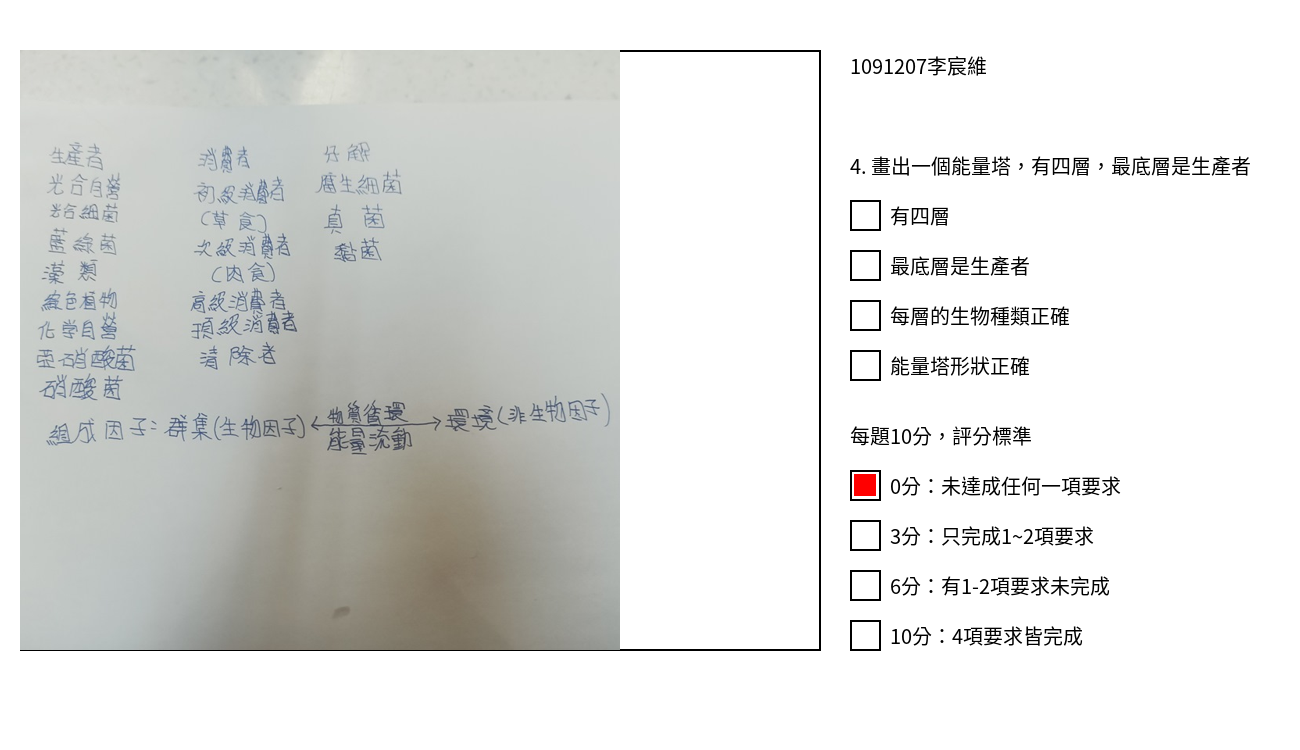 生產者
光合自營
光合細菌
藍綠菌
藻類
綠色植物
化学自營
亞硝酸菌
硝酸菌
消費者
初級消費者
(草食)
次級消費者
(肉食)
高級消費者
頂級消費者
清除者
分解
腐生細菌
真菌
黏菌
組成因子:群集(生物因子)
物質循環
能量流動
環境(非生物因子)
1091207李宸維
4. 畫出一個能量塔,有四層,最底層是生產者
有四層
最底層是生產者
每層的生物種類正確
能量塔形狀正確
每題10分,評分標準
0分:未達成任何一項要求
3分:只完成1~2項要求
6分:有1-2項要求未完成
10分:4項要求皆完成